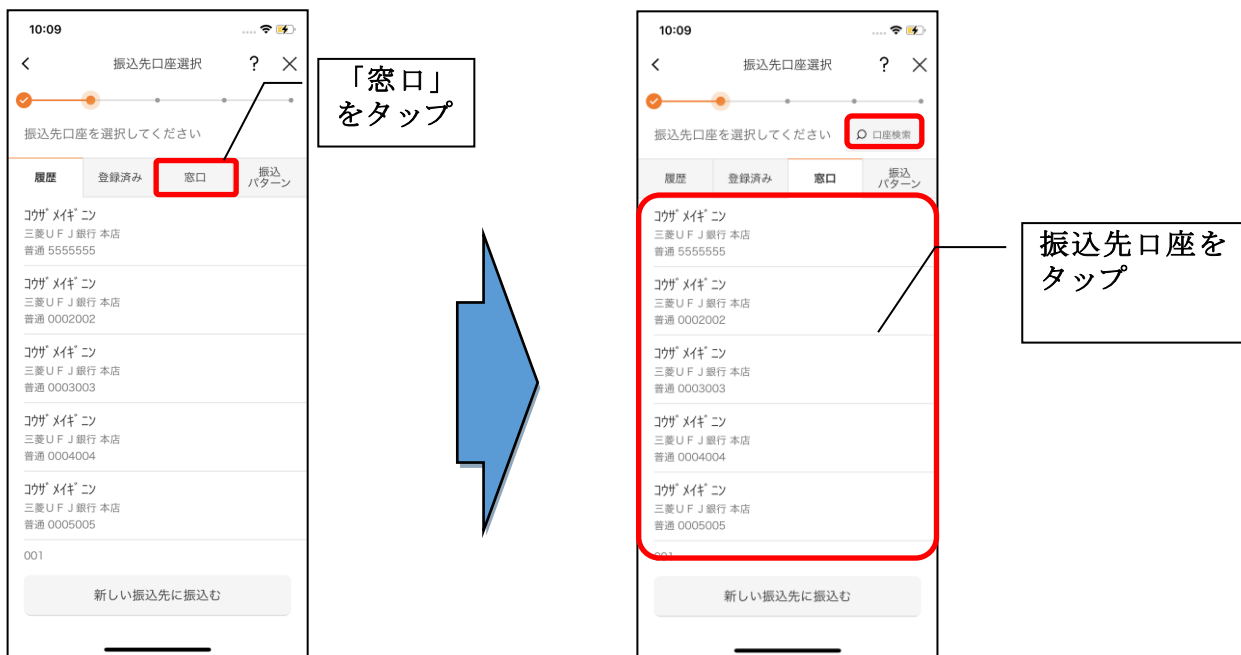 10:09
振込先口座選択 ?
振込先口座を選択してください
履歴 登録済み 窓口 振込
パターン
ｺｳｻﾞ ﾒｲｷﾞﾆﾝ
三菱ＵＦＪ銀行 本店
普通 5555555
ｺｳｻﾞ ﾒｲｷﾞﾆﾝ
三菱ＵＦＪ銀行 本店
普通 0002002
ｺｳｻﾞ ﾒｲｷﾞﾆﾝ
三菱ＵＦＪ銀行 本店
普通 0003003
ｺｳｻﾞ ﾒｲｷﾞﾆﾝ
三菱ＵＦＪ銀行 本店
普通 0004004
ｺｳｻﾞ ﾒｲｷﾞﾆﾝ
三菱ＵＦＪ銀行 本店
普通 0005005
001
新しい振込先に振込む
「窓口」
をタップ
10:09
振込先口座選択 ?
振込先口座を選択してください 口座検索
履歴 登録済み 窓口 振込
パターン
ｺｳｻﾞ ﾒｲｷﾞﾆﾝ
三菱ＵＦＪ銀行 本店
普通 5555555
ｺｳｻﾞ ﾒｲｷﾞﾆﾝ
三菱ＵＦＪ銀行 本店
普通 0002002
ｺｳｻﾞ ﾒｲｷﾞﾆﾝ
三菱ＵＦＪ銀行 本店
普通 0003003
ｺｳｻﾞ ﾒｲｷﾞﾆﾝ
三菱ＵＦＪ銀行 本店
普通 0004004
ｺｳｻﾞ ﾒｲｷﾞﾆﾝ
三菱ＵＦＪ銀行 本店
普通 0005005
001
新しい振込先に振込む
振込先口座を
タップ